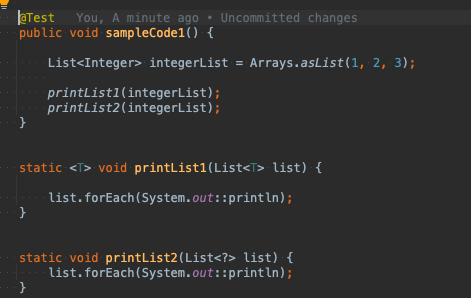 @Test You, A minute ago • Uncommitted changes
public void sampleCode1() {
List<Integer> integerList = Arrays.asList(1, 2, 3);
printList1(integerList);
printList2(integerList);
}
static <T> void printList1(List<T> list) {
list.forEach(System.out::println);
}
static void printList2(List<?> list) {
list.forEach(System.out::println);
}